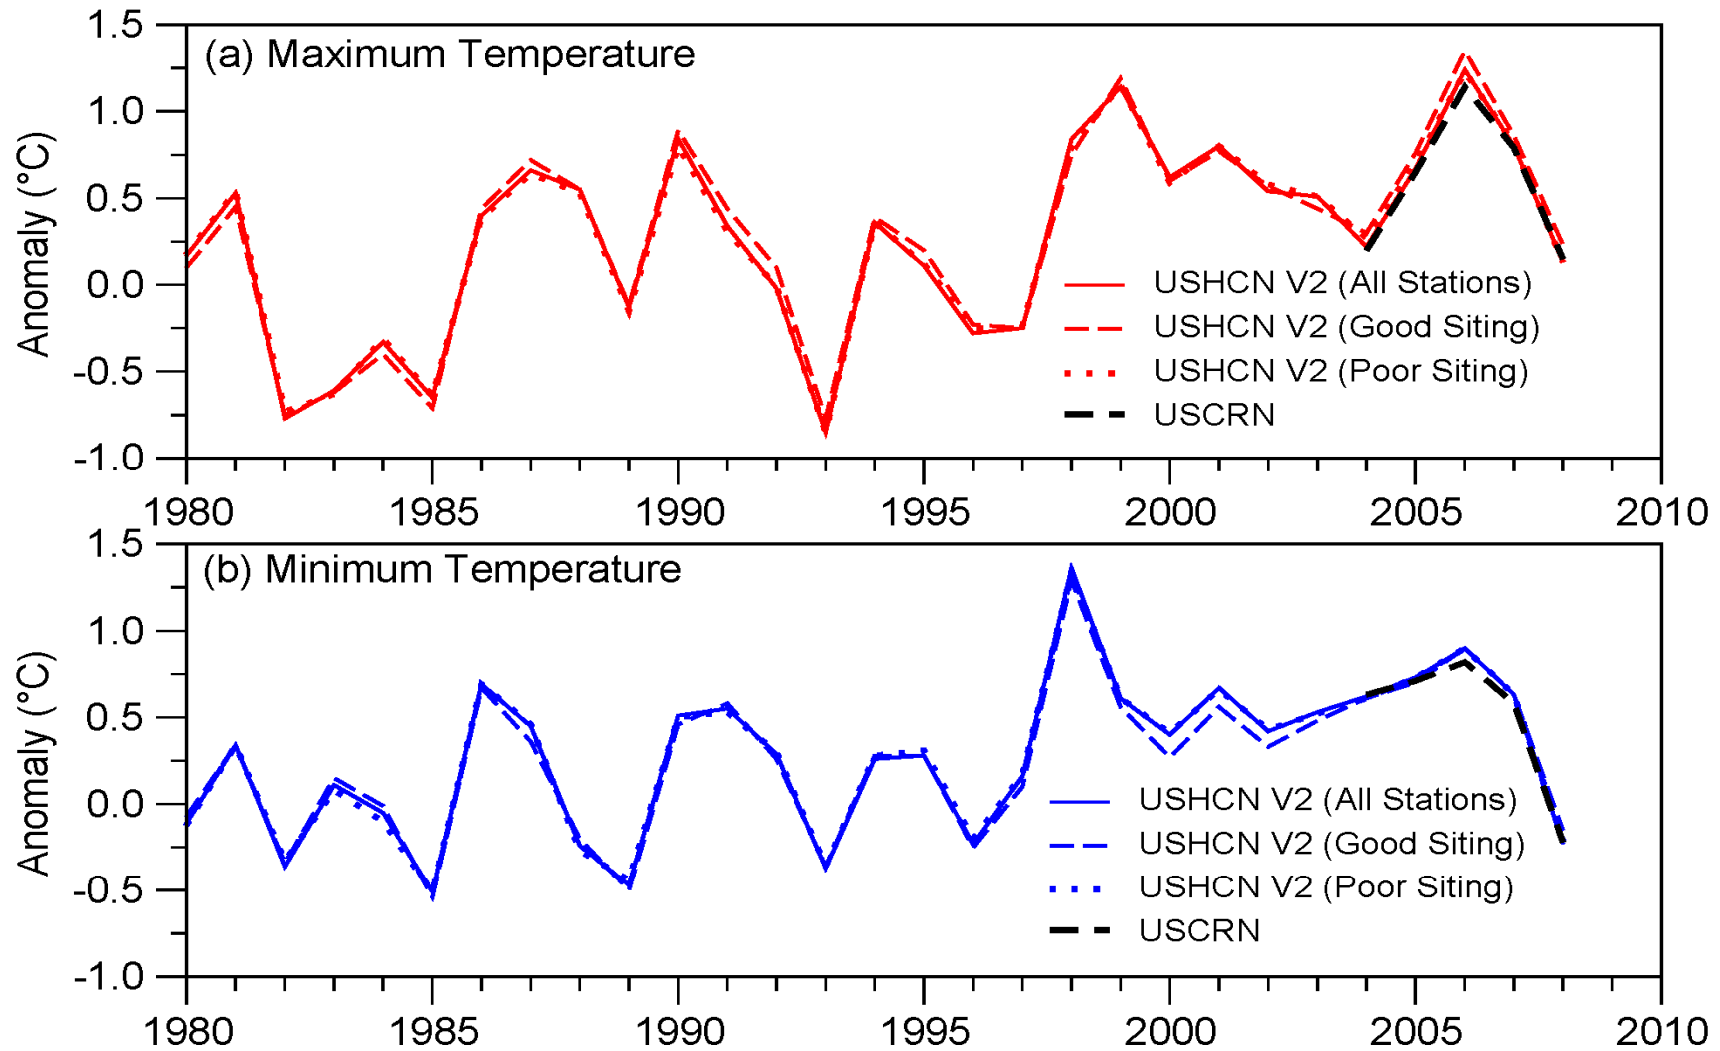 1.5
(a) Maximum Temperature
1.0
0.5
0.0
-0.5
-1.0
Anomaly (°C)
USHCN V2 (All Stations)
USHCN V2 (Good Siting)
USHCN V2 (Poor Siting)
USCRN
1980 1985 1990 1995 2000 2005 2010
1.5
(b) Minimum Temperature
1.0
0.5
0.0
-0.5
-1.0
Anomaly (°C)
USHCN V2 (All Stations)
USHCN V2 (Good Siting)
USHCN V2 (Poor Siting)
USCRN
1980 1985 1990 1995 2000 2005 2010